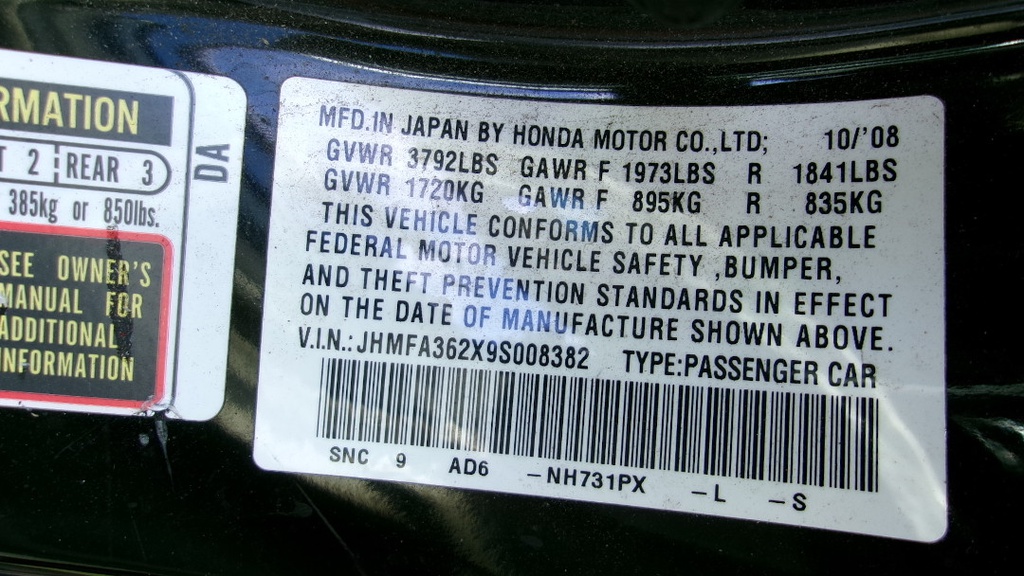 RMATION
T 2 REAR 3
385kg or 850lbs.
SEE OWNER'S
MANUAL FOR
ADDITIONAL
INFORMATION
DA
MFD.IN JAPAN BY HONDA MOTOR CO.,LTD; 10/'08
GVWR 3792LBS GAWR F 1973LBS R 1841LBS
GVWR 1720KG GAWR F 895KG R 835KG
THIS VEHICLE CONFORMS TO ALL APPLICABLE
FEDERAL MOTOR VEHICLE SAFETY ,BUMPER,
AND THEFT PREVENTION STANDARDS IN EFFECT
ON THE DATE OF MANUFACTURE SHOWN ABOVE.
V.I.N.:JHMFA362X9S008382 TYPE:PASSENGER CAR
SNC 9 AD6 -NH731PX -L -S